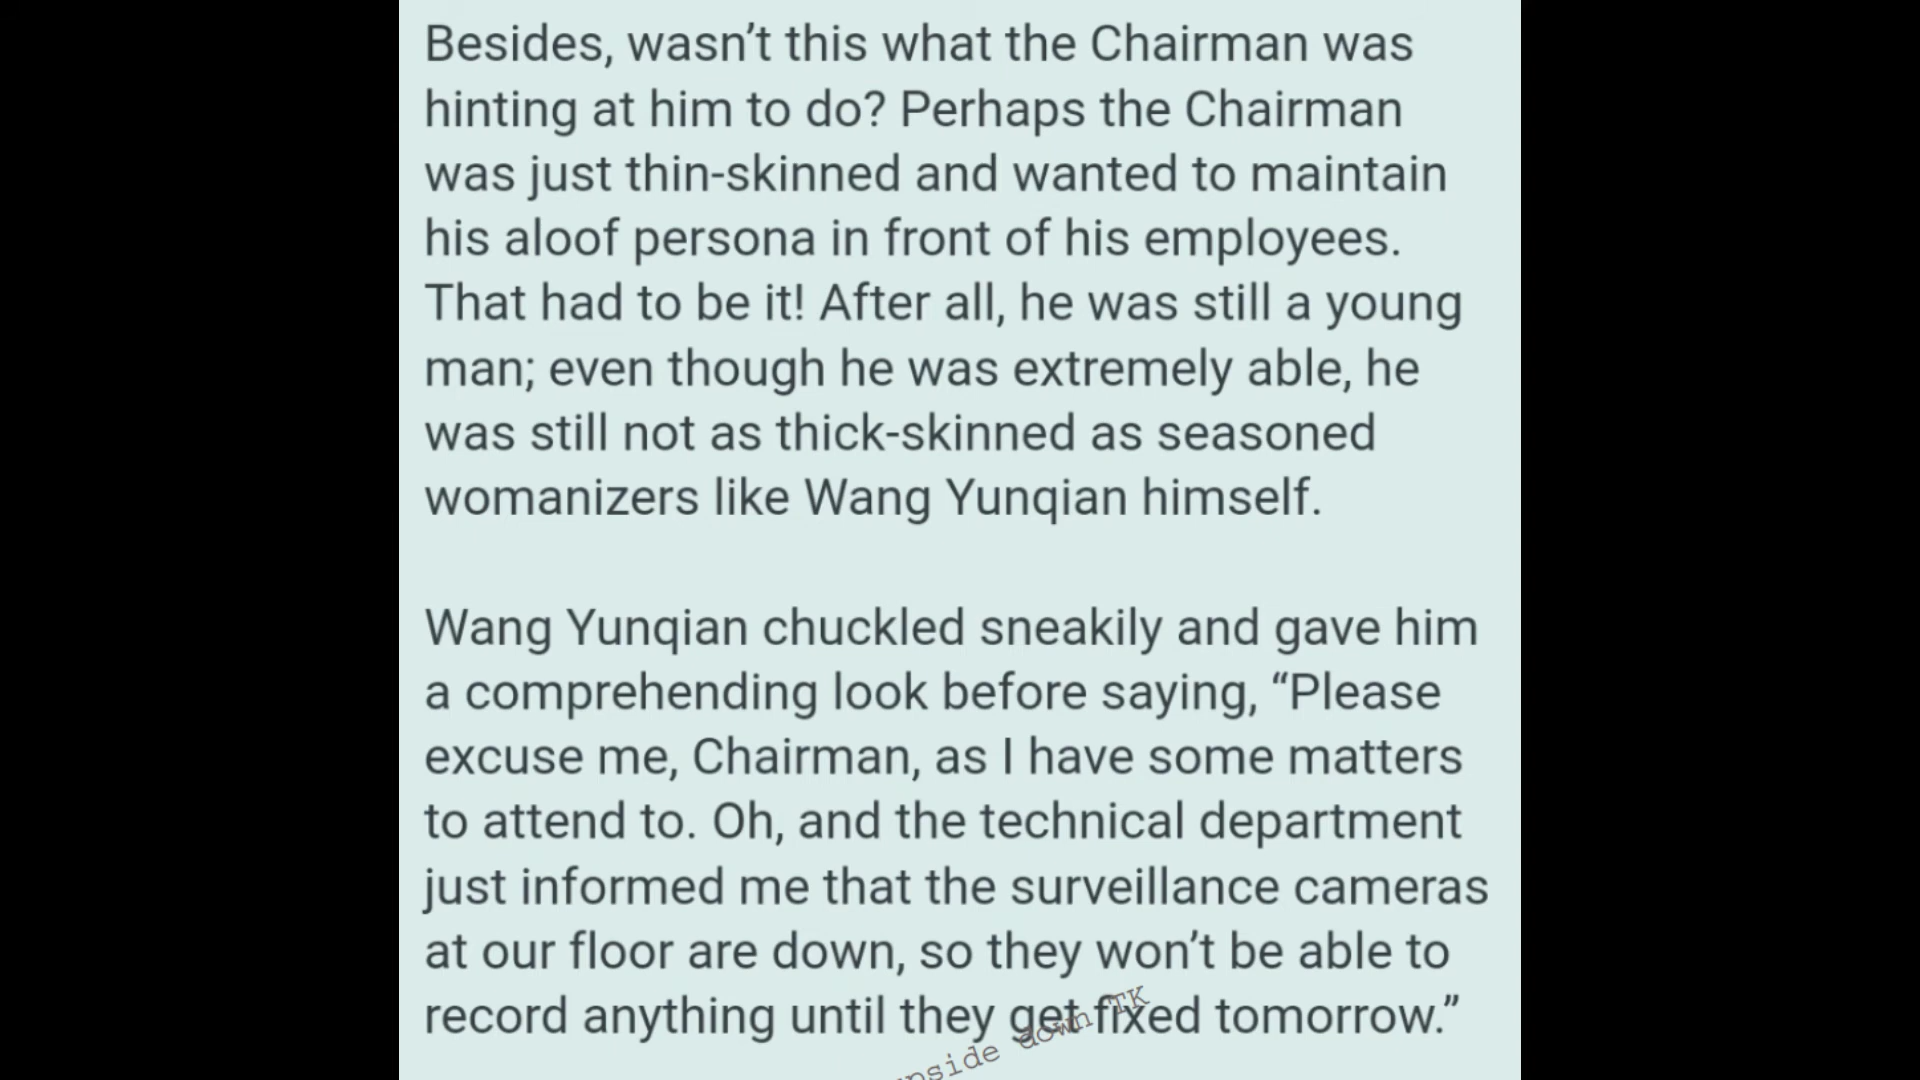 Besides, wasn’t this what the Chairman was
hinting at him to do? Perhaps the Chairman
was just thin-skinned and wanted to maintain
his aloof persona in front of his employees.
That had to be it! After all, he was still a young
man; even though he was extremely able, he
was still not as thick-skinned as seasoned
womanizers like Wang Yunqian himself.
Wang Yunqian chuckled sneakily and gave him
a comprehending look before saying, “Please
excuse me, Chairman, as I have some matters
to attend to. Oh, and the technical department
just informed me that the surveillance cameras
at our floor are down, so they won’t be able to
record anything until they get fixed tomorrow.”
down TK